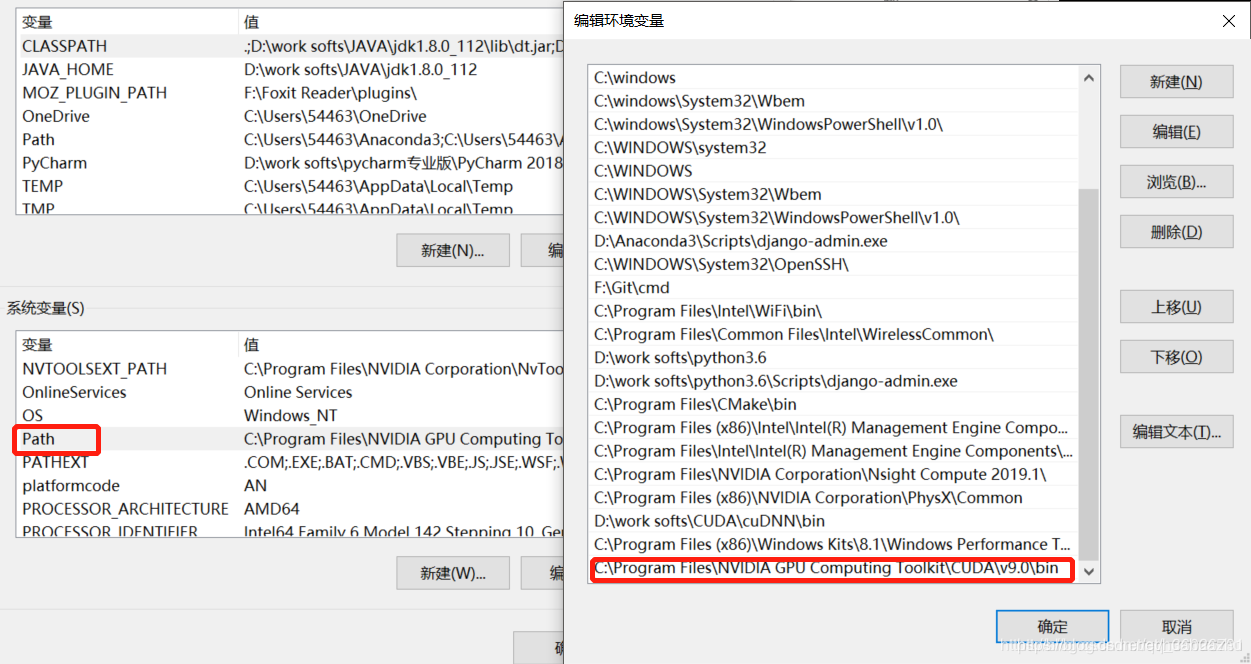 变量 值
CLASSPATH .;D:\work softs\JAVA\jdk1.8.0_112\lib\dt.jar;D
JAVA_HOME D:\work softs\JAVA\jdk1.8.0_112
MOZ_PLUGIN_PATH F:\Foxit Reader\plugins\
OneDrive C:\Users\54463\OneDrive
Path C:\Users\54463\Anaconda3;C:\Users\54463\A
PyCharm D:\work softs\pycharm专业版\PyCharm 2018
TEMP C:\Users\54463\AppData\Local\Temp
TMP C:\Users\54463\AppData\Local\Temp
新建(N)... 编
系统变量(S)
变量 值
NVTOOLSEXT_PATH C:\Program Files\NVIDIA Corporation\NvToo
OnlineServices Online Services
OS Windows_NT
Path C:\Program Files\NVIDIA GPU Computing To
PATHEXT .COM;.EXE;.BAT;.CMD;.VBS;.VBE;.JS;.JSE;.WSF;.
platformcode AN
PROCESSOR_ARCHITECTURE AMD64
PROCESSOR_IDENTIFIER Intel64 Family 6 Model 142 Stepping 10, Ge
新建(W)... 编
编辑环境变量
C:\windows
C:\windows\System32\Wbem
C:\windows\System32\WindowsPowerShell\v1.0\
C:\WINDOWS\system32
C:\WINDOWS
C:\WINDOWS\System32\Wbem
C:\WINDOWS\System32\WindowsPowerShell\v1.0\
D:\Anaconda3\Scripts\django-admin.exe
C:\WINDOWS\System32\OpenSSH\
F:\Git\cmd
C:\Program Files\Intel\WiFi\bin\
C:\Program Files\Common Files\Intel\WirelessCommon\
D:\work softs\python3.6
D:\work softs\python3.6\Scripts\django-admin.exe
C:\Program Files\CMake\bin
C:\Program Files (x86)\Intel\Intel(R) Management Engine Compo...
C:\Program Files\Intel\Intel(R) Management Engine Components\...
C:\Program Files\NVIDIA Corporation\Nsight Compute 2019.1\
C:\Program Files (x86)\NVIDIA Corporation\PhysX\Common
D:\work softs\CUDA\cuDNN\bin
C:\Program Files (x86)\Windows Kits\8.1\Windows Performance T...
C:\Program Files\NVIDIA GPU Computing Toolkit\CUDA\v9.0\bin
新建(N)
编辑(E)
浏览(B)...
删除(D)
上移(U)
下移(O)
编辑文本(T)...
确定 取消